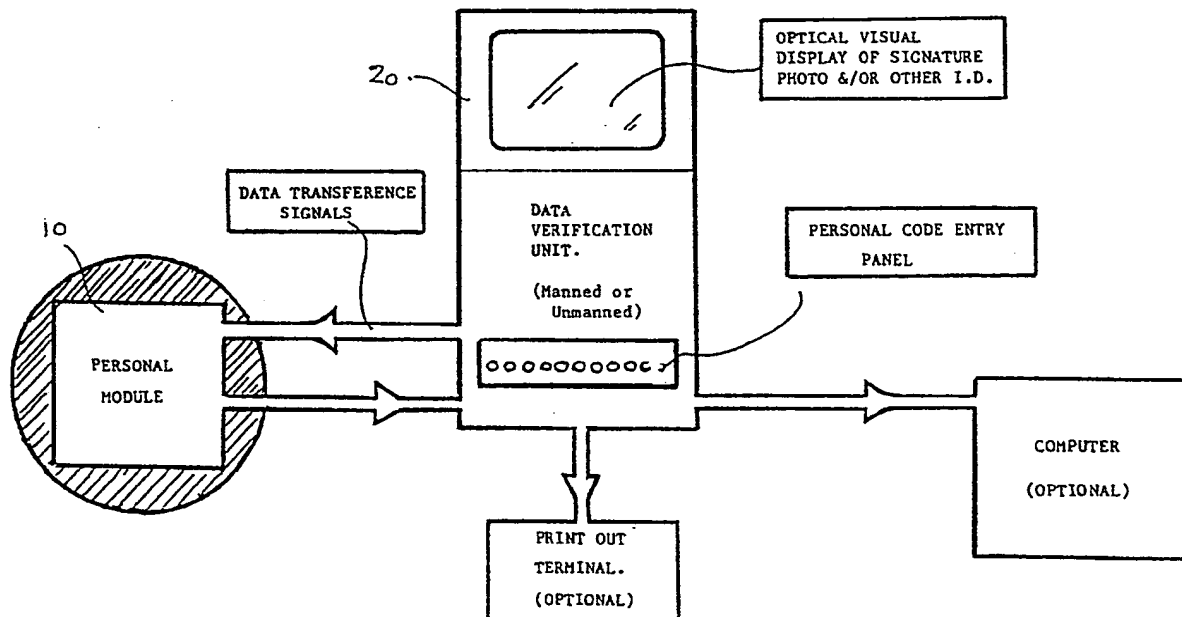 OPTICAL VISUAL
DISPLAY OF SIGNATURE
PHOTO &/OR OTHER I.D.
20
DATA TRANSFERENCE
SIGNALS
10
DATA
VERIFICATION
UNIT.
(Manned or
Unmanned)
PERSONAL CODE ENTRY
PANEL
PERSONAL
MODULE
COMPUTER
(OPTIONAL)
PRINT OUT
TERMINAL.
(OPTIONAL)